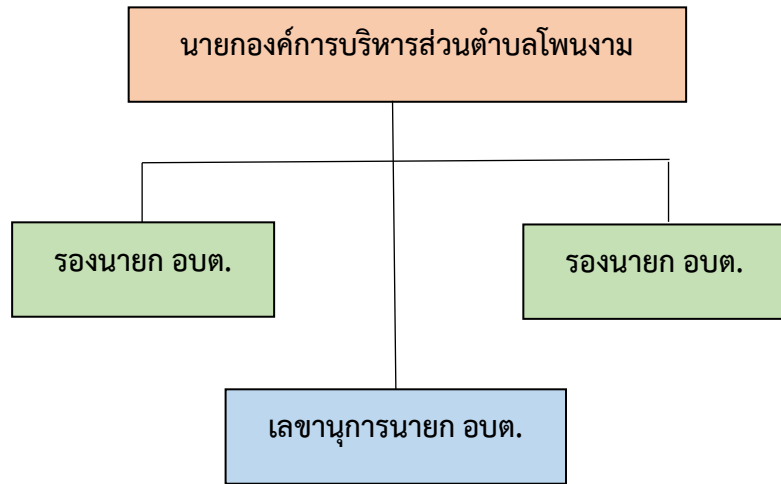 นายกองค์การบริหารส่วนตำบลโพนงาม
รองนายก อบต.
รองนายก อบต.
เลขานุการนายก อบต.